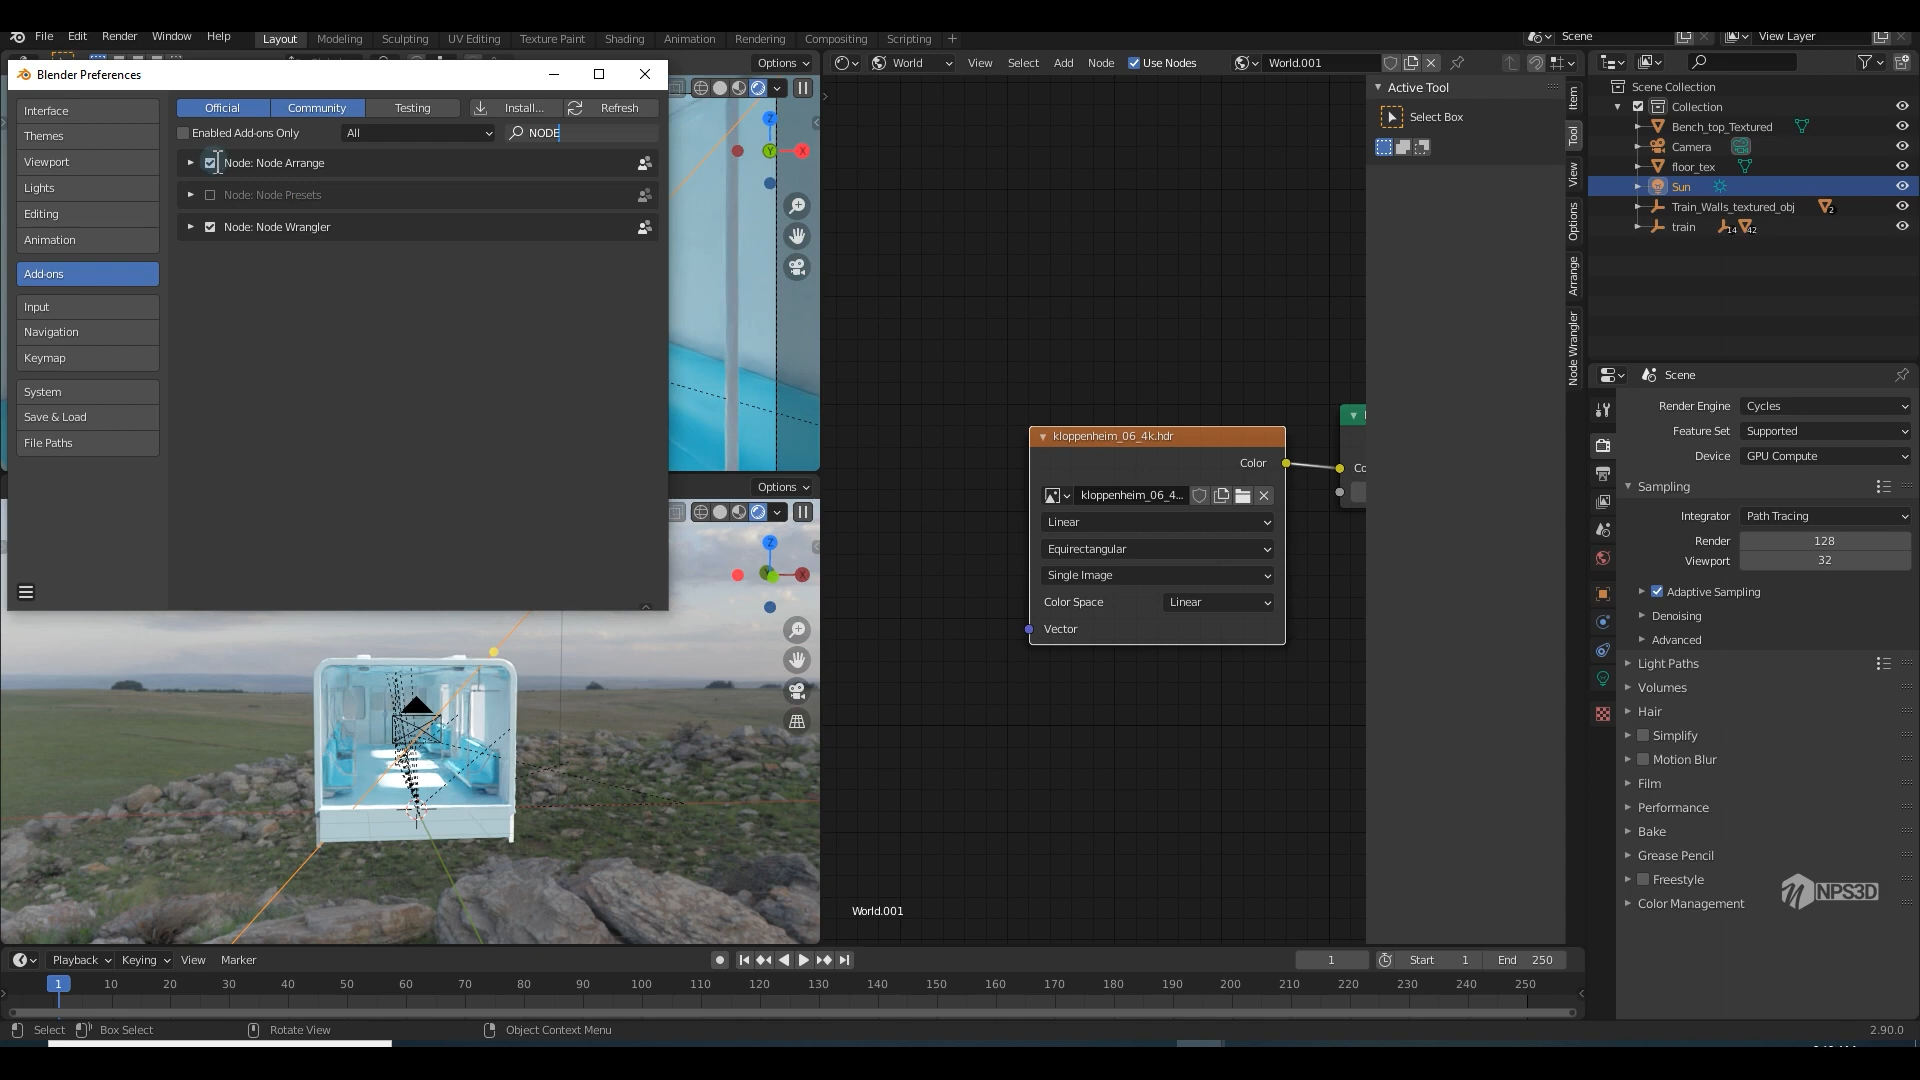 File Edit Render Window Help Layout Modeling Sculpting UV Editing Texture Paint Shading Animation Rendering Compositing Scripting + Scene View Layer
Blender Preferences
Interface
Themes
Viewport
Lights
Editing
Animation
Add-ons
Input
Navigation
Keymap
System
Save & Load
File Paths
Official Community Testing Install... Refresh
Enabled Add-ons Only All NODE
Node: Node Arrange
Node: Node Presets
Node: Node Wrangler
Options
Z
Y
X
Options
Z
Y
X
World View Select Add Node Use Nodes World.001
kloppenheim_06_4k.hdr
Color
kloppenheim_06_4...
Linear
Equirectangular
Single Image
Color Space Linear
Vector
Co
World.001
Active Tool
Select Box
Item
Tool
View
Options
Arrange
Node Wrangler
Scene Collection
Collection
Bench_top_Textured
Camera
floor_tex
Sun
Train_Walls_textured_obj 2
train 14 42
Scene
Render Engine Cycles
Feature Set Supported
Device GPU Compute
Sampling
Integrator Path Tracing
Render 128
Viewport 32
Adaptive Sampling
Denoising
Advanced
Light Paths
Volumes
Hair
Simplify
Motion Blur
Film
Performance
Bake
Grease Pencil
Freestyle
Color Management
NPS3D
Playback Keying View Marker 1 Start 1 End 250
1 10 20 30 40 50 60 70 80 90 100 110 120 130 140 150 160 170 180 190 200 210 220 230 240 250
Select Box Select Rotate View Object Context Menu 2.90.0